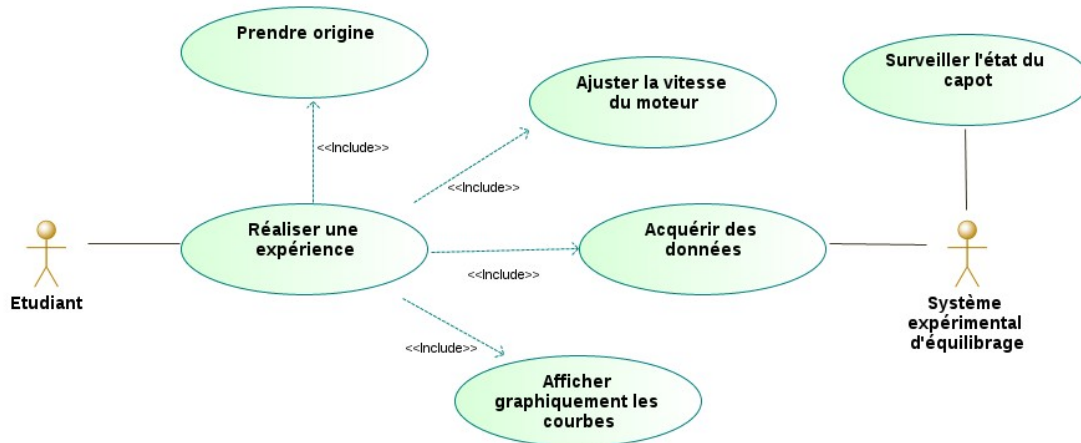 Prendre origine
Surveiller l'état du
capot
Ajuster la vitesse
du moteur
<<Include>>
<<Include>>
Réaliser une
expérience
Acquérir des
données
<<Include>>
Etudiant
Système
expérimental
d'équilibrage
<<Include>>
Afficher
graphiquement les
courbes